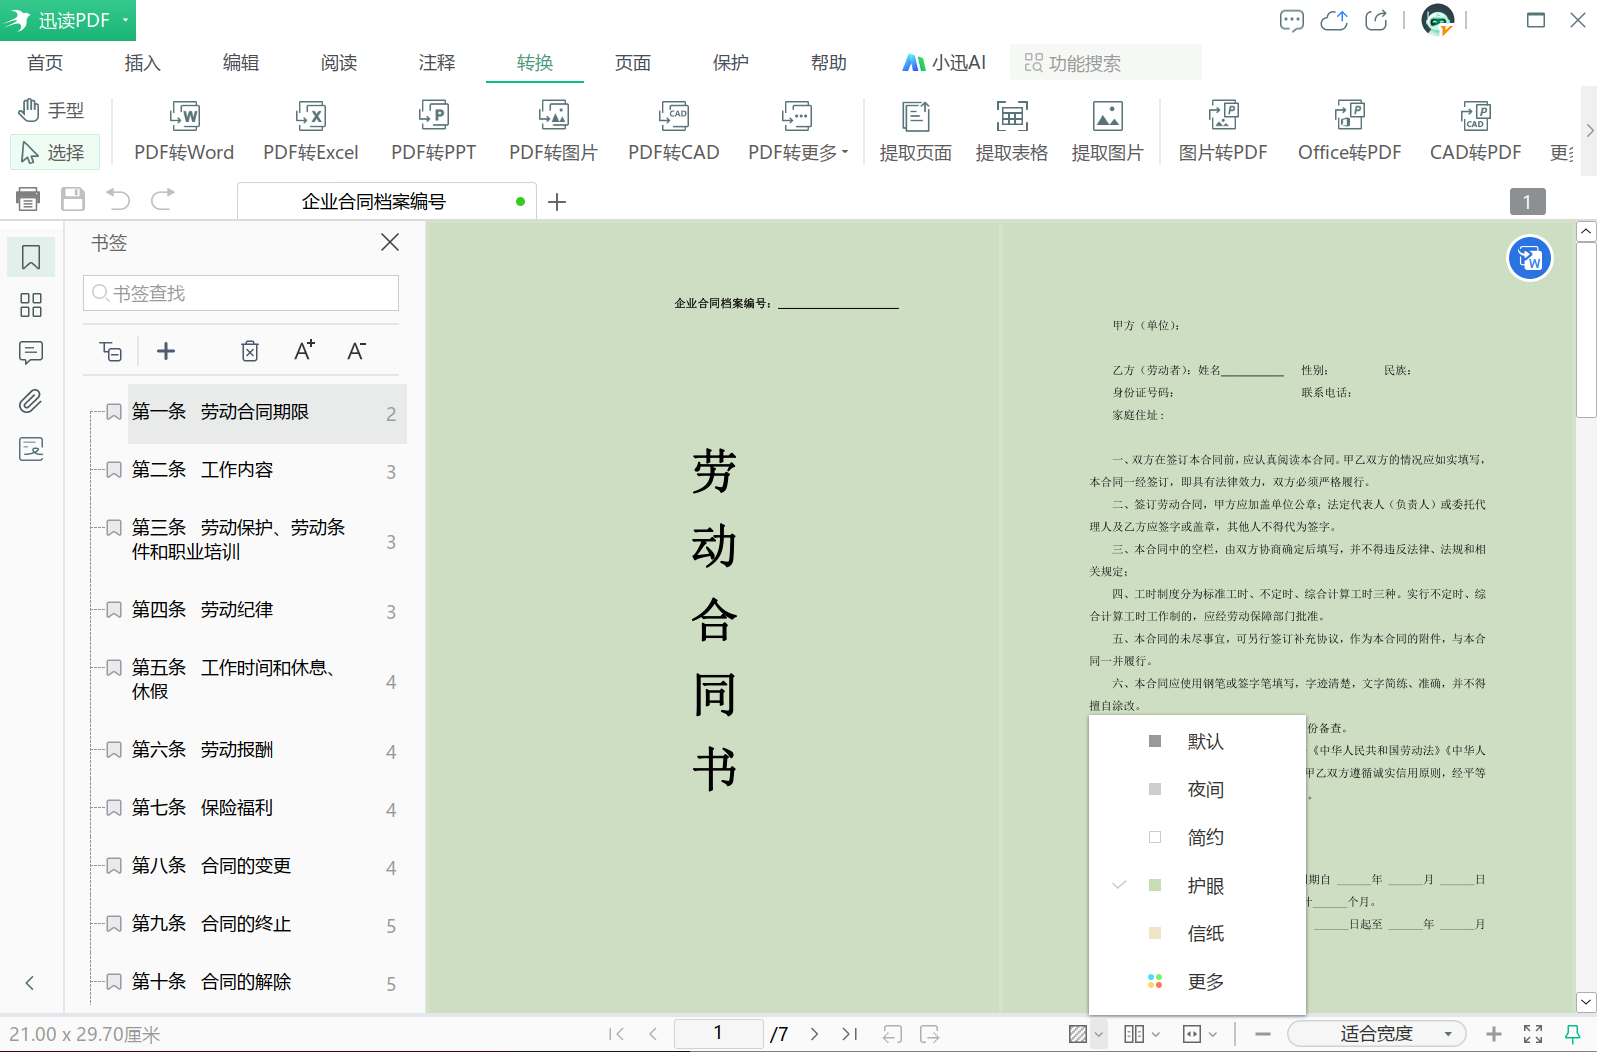 迅读PDF
首页 插入 编辑 阅读 注释 转换 页面 保护 帮助 小迅AI 功能搜索
手型
选择
PDF转Word PDF转Excel PDF转PPT PDF转图片 PDF转CAD PDF转更多 提取页面 提取表格 提取图片 图片转PDF Office转PDF CAD转PDF
企业合同档案编号
1
书签
书签查找
第一条 劳动合同期限 2
第二条 工作内容 3
第三条 劳动保护、劳动条
件和职业培训 3
第四条 劳动纪律 3
第五条 工作时间和休息、
休假 4
第六条 劳动报酬 4
第七条 保险福利 4
第八条 合同的变更 4
第九条 合同的终止 5
第十条 合同的解除 5
企业合同档案编号：
劳
动
合
同
书
甲方（单位）：
乙方（劳动者）：姓名 性别： 民族：
身份证号码： 联系电话：
家庭住址：
一、双方在签订本合同前，应认真阅读本合同。甲乙双方的情况应如实填写，
本合同一经签订，即具有法律效力，双方必须严格履行。
二、签订劳动合同，甲方应加盖单位公章；法定代表人（负责人）或委托代
理人及乙方应签字或盖章，其他人不得代为签字。
三、本合同中的空栏，由双方协商确定后填写，并不得违反法律、法规和相
关规定；
四、工时制度分为标准工时、不定时、综合计算工时三种。实行不定时、综
合计算工时工作制的，应经劳动保障部门批准。
五、本合同的未尽事宜，可另行签订补充协议，作为本合同的附件，与本合
同一并履行。
六、本合同应使用钢笔或签字笔填写，字迹清楚，文字简练、准确，并不得
擅自涂改。
份备查。
《中华人民共和国劳动法》《中华人
甲乙双方遵循诚实信用原则，经平等
。
期自 ______年 ______月 ______日
计______个月。
______日起至 ______年 ______月
默认
夜间
简约
护眼
信纸
更多
21.00 x 29.70厘米
1 /7
适合宽度